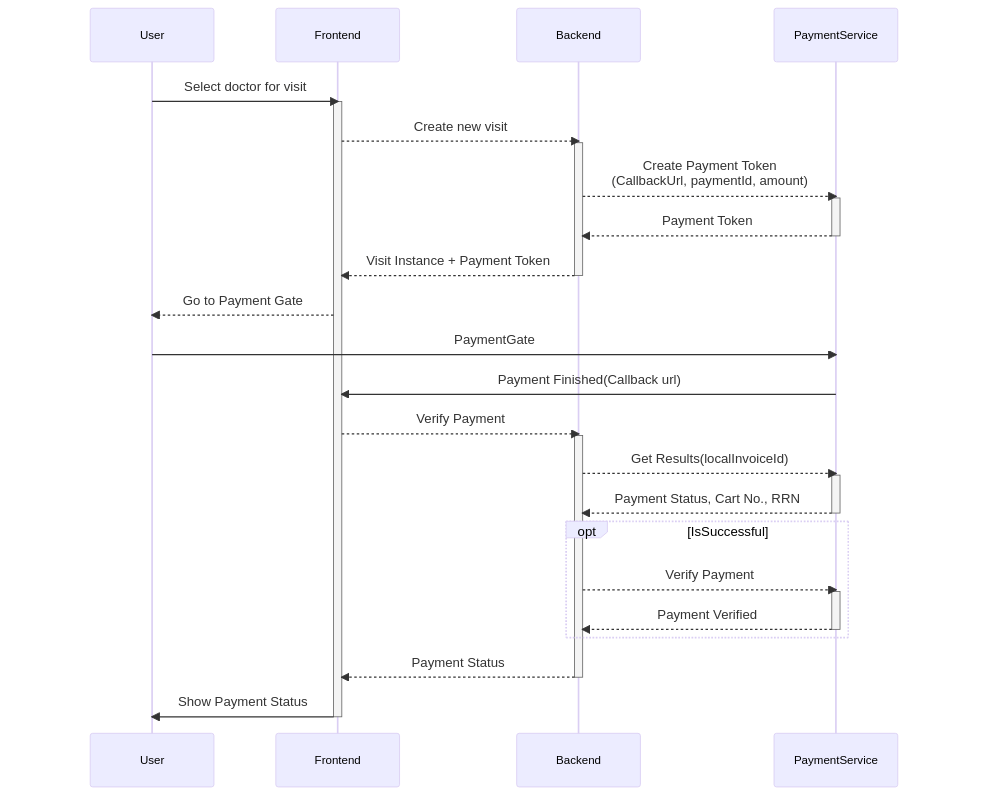 User
Frontend
Backend
PaymentService
Select doctor for visit
Create new visit
Create Payment Token
(CallbackUrl, paymentId, amount)
Payment Token
Visit Instance + Payment Token
Go to Payment Gate
PaymentGate
Payment Finished(Callback url)
Verify Payment
Get Results(localInvoiceId)
Payment Status, Cart No., RRN
opt
[IsSuccessful]
Verify Payment
Payment Verified
Payment Status
Show Payment Status
User
Frontend
Backend
PaymentService